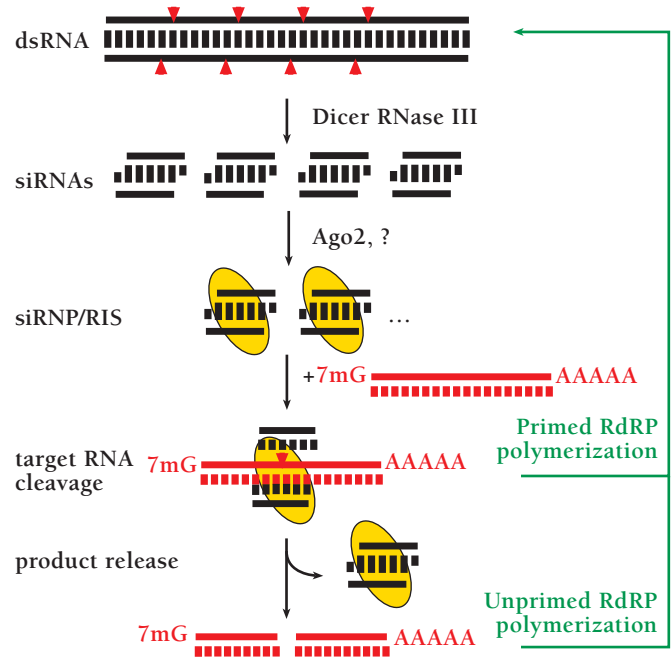 dsRNA
Dicer RNase III
siRNAs
Ago2, ?
siRNP/RIS
...
+7mG AAAAA
Primed RdRP
polymerization
target RNA
cleavage
7mG AAAAA
product release
Unprimed RdRP
polymerization
7mG AAAAA